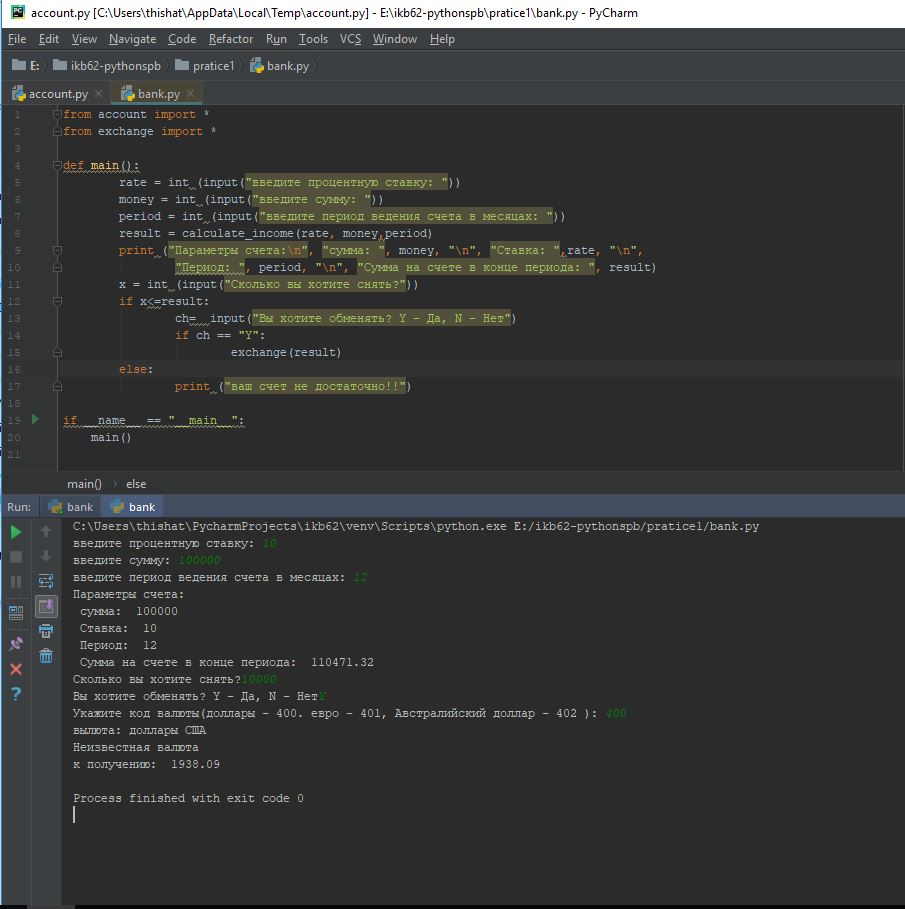 account.py [C:\Users\thishat\AppData\Local\Temp\account.py] - E:\ikb62-pythonspb\pratice1\bank.py - PyCharm
File Edit View Navigate Code Refactor Run Tools VCS Window Help
E: ikb62-pythonspb pratice1 bank.py
account.py bank.py
1 from account import *
2 from exchange import *
3
4 def main():
5 rate = int (input("введите процентную ставку: "))
6 money = int (input("введите сумму: "))
7 period = int (input("введите период ведения счета в месяцах: "))
8 result = calculate_income(rate, money,period)
9 print ("Параметры счета:\n", "сумма: ", money, "\n", "Ставка: ",rate, "\n",
10 "Период: ", period, "\n", "Сумма на счете в конце периода: ", result)
11 x = int (input("Сколько вы хотите снять?"))
12 if x<=result:
13 ch= input("Вы хотите обменять? Y - Да, N - Нет")
14 if ch == "Y":
15 exchange(result)
16 else:
17 print ("ваш счет не достаточно!!")
18
19 if __name__ == "__main__":
20 main()
21
main() else
Run: bank bank
C:\Users\thishat\PycharmProjects\ikb62\venv\Scripts\python.exe E:/ikb62-pythonspb/pratice1/bank.py
введите процентную ставку: 10
введите сумму: 100000
введите период ведения счета в месяцах: 12
Параметры счета:
сумма: 100000
Ставка: 10
Период: 12
Сумма на счете в конце периода: 110471.32
Сколько вы хотите снять?10000
Вы хотите обменять? Y - Да, N - НетY
Укажите код валюты(доллары - 400. евро - 401, Австралийский доллар - 402 ): 400
вылюта: доллары США
Неизвестная валюта
к получению: 1938.09
Process finished with exit code 0